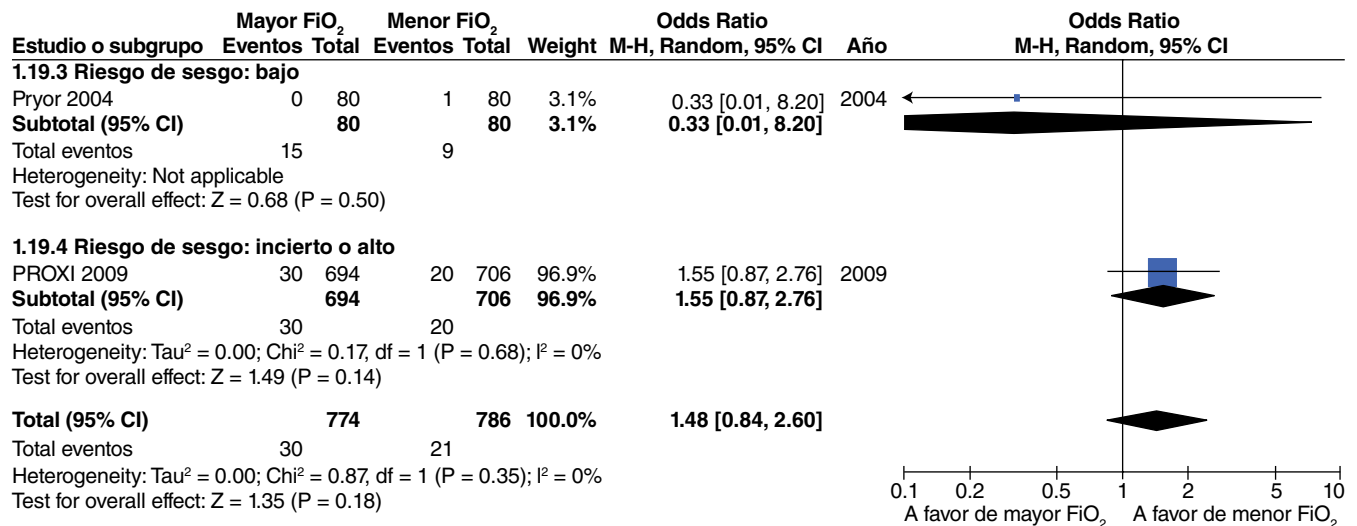 Mayor FiO₂ Menor FiO₂ Odds Ratio Odds Ratio
Estudio o subgrupo Eventos Total Eventos Total Weight M-H, Random, 95% CI Año M-H, Random, 95% CI
1.19.3 Riesgo de sesgo: bajo
Pryor 2004 0 80 1 80 3.1% 0.33 [0.01, 8.20] 2004
Subtotal (95% CI) 80 80 3.1% 0.33 [0.01, 8.20]
Total eventos 15 9
Heterogeneity: Not applicable
Test for overall effect: Z = 0.68 (P = 0.50)
1.19.4 Riesgo de sesgo: incierto o alto
PROXI 2009 30 694 20 706 96.9% 1.55 [0.87, 2.76] 2009
Subtotal (95% CI) 694 706 96.9% 1.55 [0.87, 2.76]
Total eventos 30 20
Heterogeneity: Tau² = 0.00; Chi² = 0.17, df = 1 (P = 0.68); I² = 0%
Test for overall effect: Z = 1.49 (P = 0.14)
Total (95% CI) 774 786 100.0% 1.48 [0.84, 2.60]
Total eventos 30 21
Heterogeneity: Tau² = 0.00; Chi² = 0.87, df = 1 (P = 0.35); I² = 0%
Test for overall effect: Z = 1.35 (P = 0.18)
0.1 0.2 0.5 1 2 5 10
A favor de mayor FiO₂ A favor de menor FiO₂